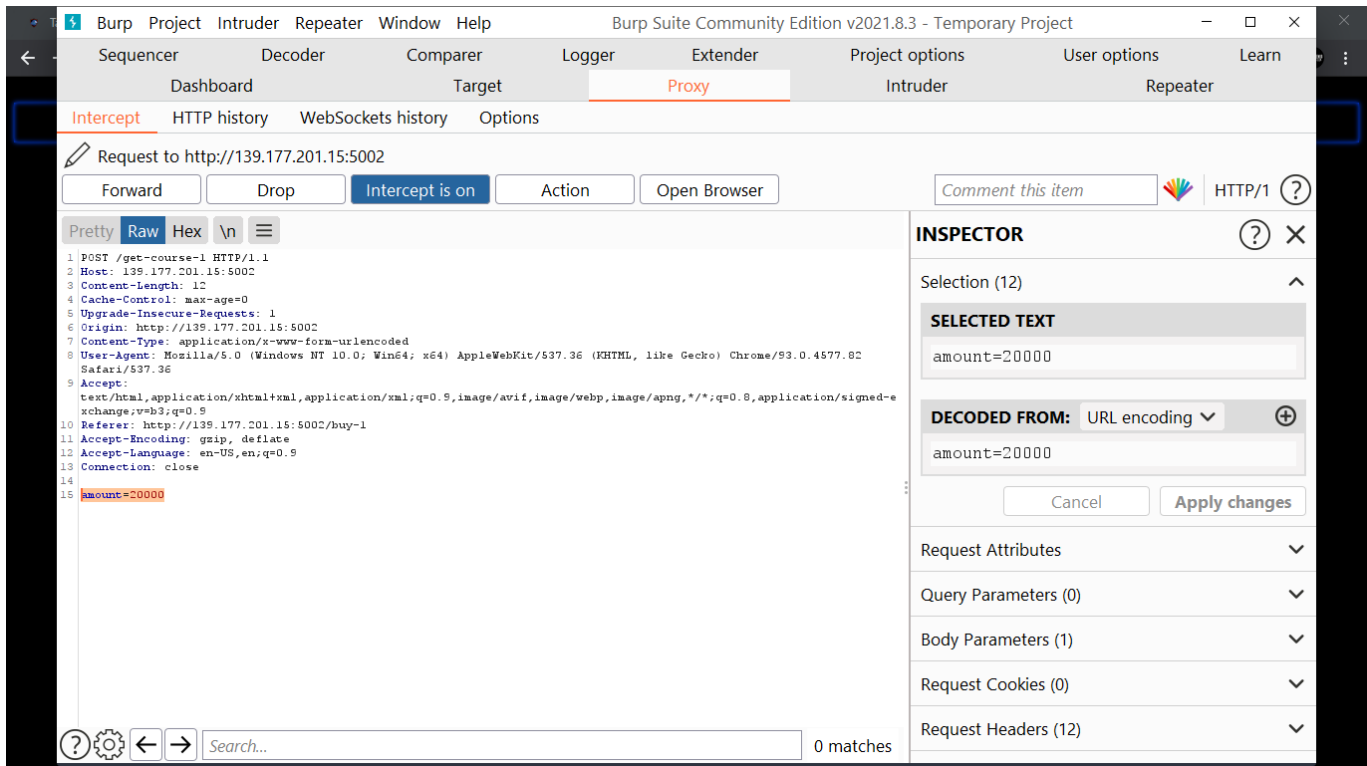 Burp Project Intruder Repeater Window Help Burp Suite Community Edition v2021.8.3 - Temporary Project
Sequencer Decoder Comparer Logger Extender Project options User options Learn
Dashboard Target Proxy Intruder Repeater
Intercept HTTP history WebSockets history Options
Request to http://139.177.201.15:5002
Forward Drop Intercept is on Action Open Browser Comment this item HTTP/1 ?
Pretty Raw Hex \n
1 POST /get-course-1 HTTP/1.1
2 Host: 139.177.201.15:5002
3 Content-Length: 12
4 Cache-Control: max-age=0
5 Upgrade-Insecure-Requests: 1
6 Origin: http://139.177.201.15:5002
7 Content-Type: application/x-www-form-urlencoded
8 User-Agent: Mozilla/5.0 (Windows NT 10.0; Win64; x64) AppleWebKit/537.36 (KHTML, like Gecko) Chrome/93.0.4577.82
Safari/537.36
9 Accept:
text/html,application/xhtml+xml,application/xml;q=0.9,image/avif,image/webp,image/apng,*/*;q=0.8,application/signed-e
xchange;v=b3;q=0.9
10 Referer: http://139.177.201.15:5002/buy-1
11 Accept-Encoding: gzip, deflate
12 Accept-Language: en-US,en;q=0.9
13 Connection: close
14
15 amount=20000
? Search... 0 matches
INSPECTOR ?
Selection (12)
SELECTED TEXT
amount=20000
DECODED FROM: URL encoding
amount=20000
Cancel Apply changes
Request Attributes
Query Parameters (0)
Body Parameters (1)
Request Cookies (0)
Request Headers (12)